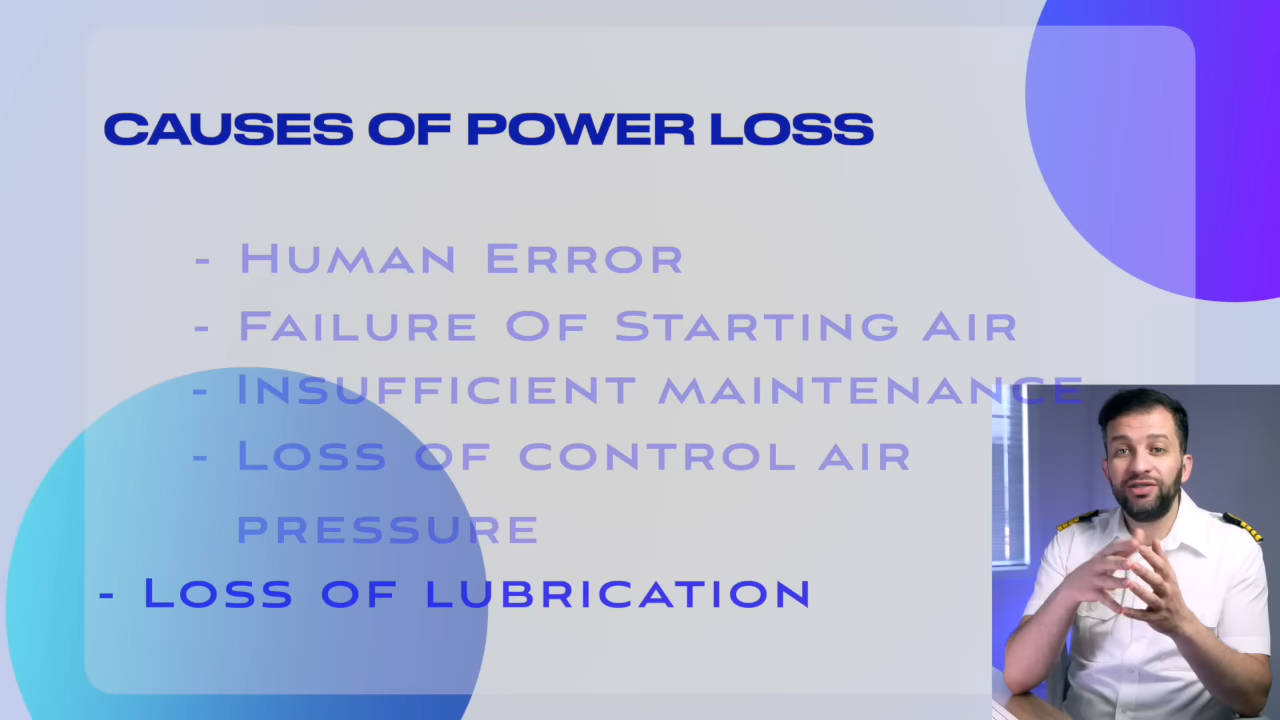 CAUSES OF POWER LOSS
- HUMAN ERROR
- FAILURE OF STARTING AIR
- INSUFFICIENT MAINTENANCE
- LOSS OF CONTROL AIR
PRESSURE
- LOSS OF LUBRICATION